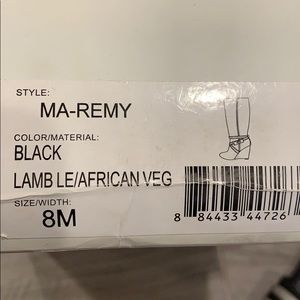 STYLE:
MA-REMY
COLOR/MATERIAL:
BLACK
LAMB LE/AFRICAN VEG
SIZE/WIDTH:
8M
8 84433 44726